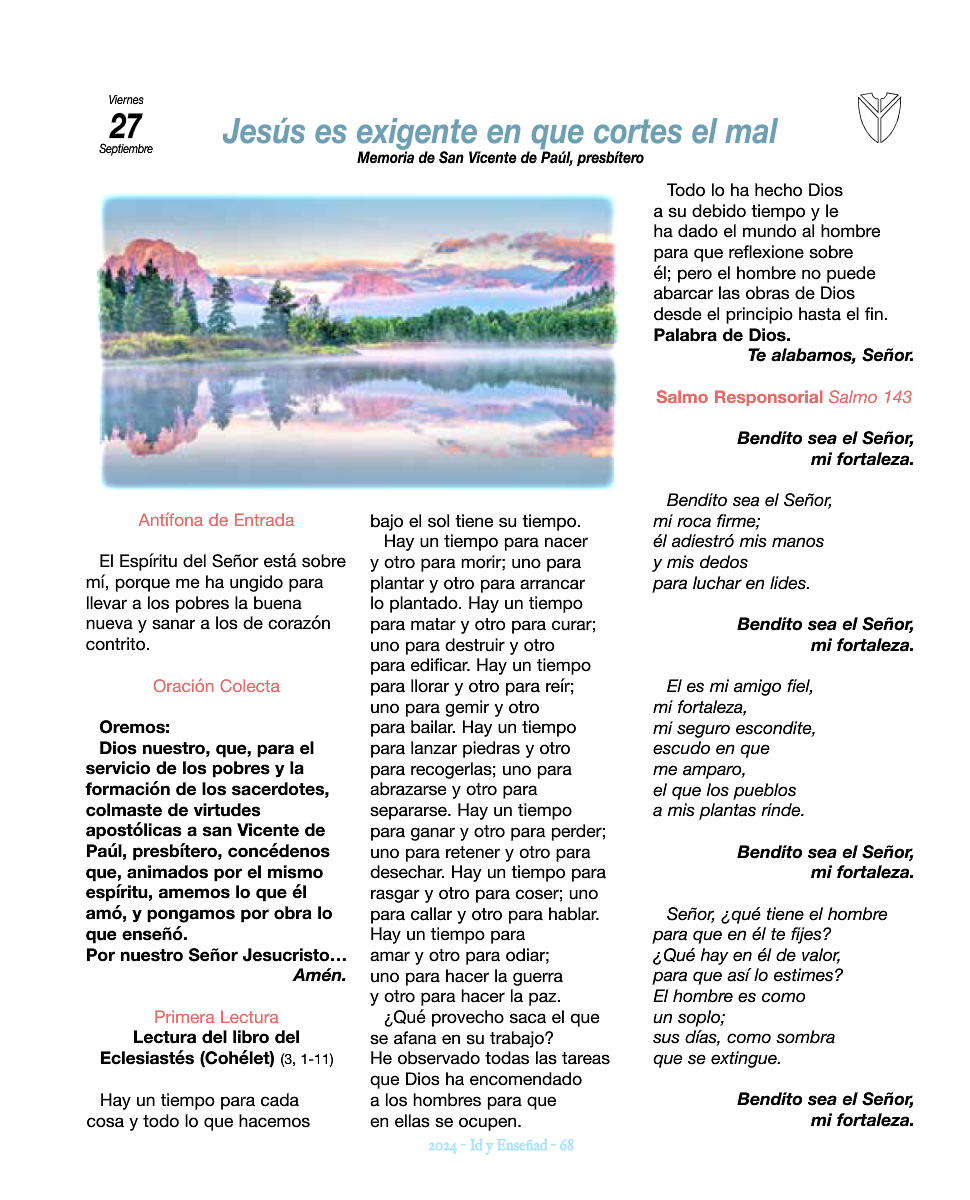 Viernes
27
Septiembre
Jesús es exigente en que cortes el mal
Memoria de San Vicente de Paúl, presbítero
Antífona de Entrada
El Espíritu del Señor está sobre
mí, porque me ha ungido para
llevar a los pobres la buena
nueva y sanar a los de corazón
contrito.
Oración Colecta
Oremos:
Dios nuestro, que, para el
servicio de los pobres y la
formación de los sacerdotes,
colmaste de virtudes
apostólicas a san Vicente de
Paúl, presbítero, concédenos
que, animados por el mismo
espíritu, amemos lo que él
amó, y pongamos por obra lo
que enseñó.
Por nuestro Señor Jesucristo…
Amén.
Primera Lectura
Lectura del libro del
Eclesiastés (Cohélet) (3, 1-11)
Hay un tiempo para cada
cosa y todo lo que hacemos
bajo el sol tiene su tiempo.
Hay un tiempo para nacer
y otro para morir; uno para
plantar y otro para arrancar
lo plantado. Hay un tiempo
para matar y otro para curar;
uno para destruir y otro
para edificar. Hay un tiempo
para llorar y otro para reír;
uno para gemir y otro
para bailar. Hay un tiempo
para lanzar piedras y otro
para recogerlas; uno para
abrazarse y otro para
separarse. Hay un tiempo
para ganar y otro para perder;
uno para retener y otro para
desechar. Hay un tiempo para
rasgar y otro para coser; uno
para callar y otro para hablar.
Hay un tiempo para
amar y otro para odiar;
uno para hacer la guerra
y otro para hacer la paz.
¿Qué provecho saca el que
se afana en su trabajo?
He observado todas las tareas
que Dios ha encomendado
a los hombres para que
en ellas se ocupen.
Todo lo ha hecho Dios
a su debido tiempo y le
ha dado el mundo al hombre
para que reflexione sobre
él; pero el hombre no puede
abarcar las obras de Dios
desde el principio hasta el fin.
Palabra de Dios.
Te alabamos, Señor.
Salmo Responsorial Salmo 143
Bendito sea el Señor,
mi fortaleza.
Bendito sea el Señor,
mi roca firme;
él adiestró mis manos
y mis dedos
para luchar en lides.
Bendito sea el Señor,
mi fortaleza.
El es mi amigo fiel,
mi fortaleza,
mi seguro escondite,
escudo en que
me amparo,
el que los pueblos
a mis plantas rinde.
Bendito sea el Señor,
mi fortaleza.
Señor, ¿qué tiene el hombre
para que en él te fijes?
¿Qué hay en él de valor,
para que así lo estimes?
El hombre es como
un soplo;
sus días, como sombra
que se extingue.
Bendito sea el Señor,
mi fortaleza.
2024 - Id y Enseñad - 68